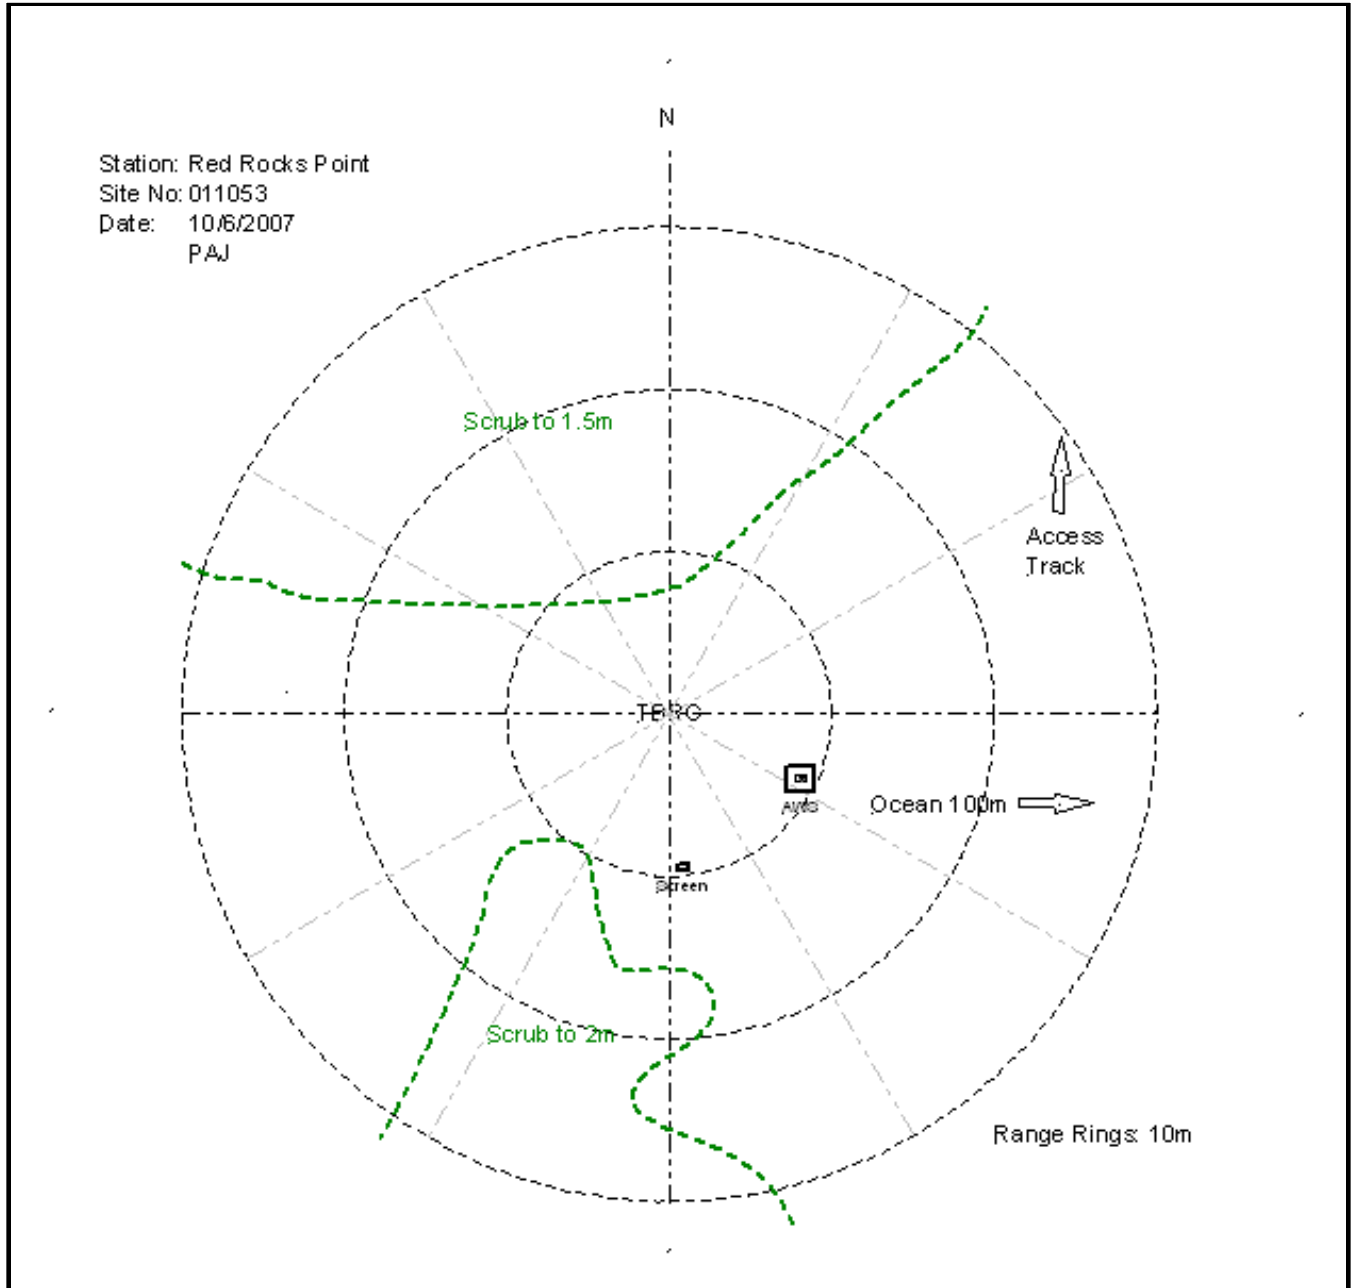 N
Station: Red Rocks Point
Site No: 011053
Date: 10/6/2007
PAJ
Scrub to 1.5m
Access
Track
TBRG
AWS
Ocean 100m
Screen
Scrub to 2m
Range Rings: 10m